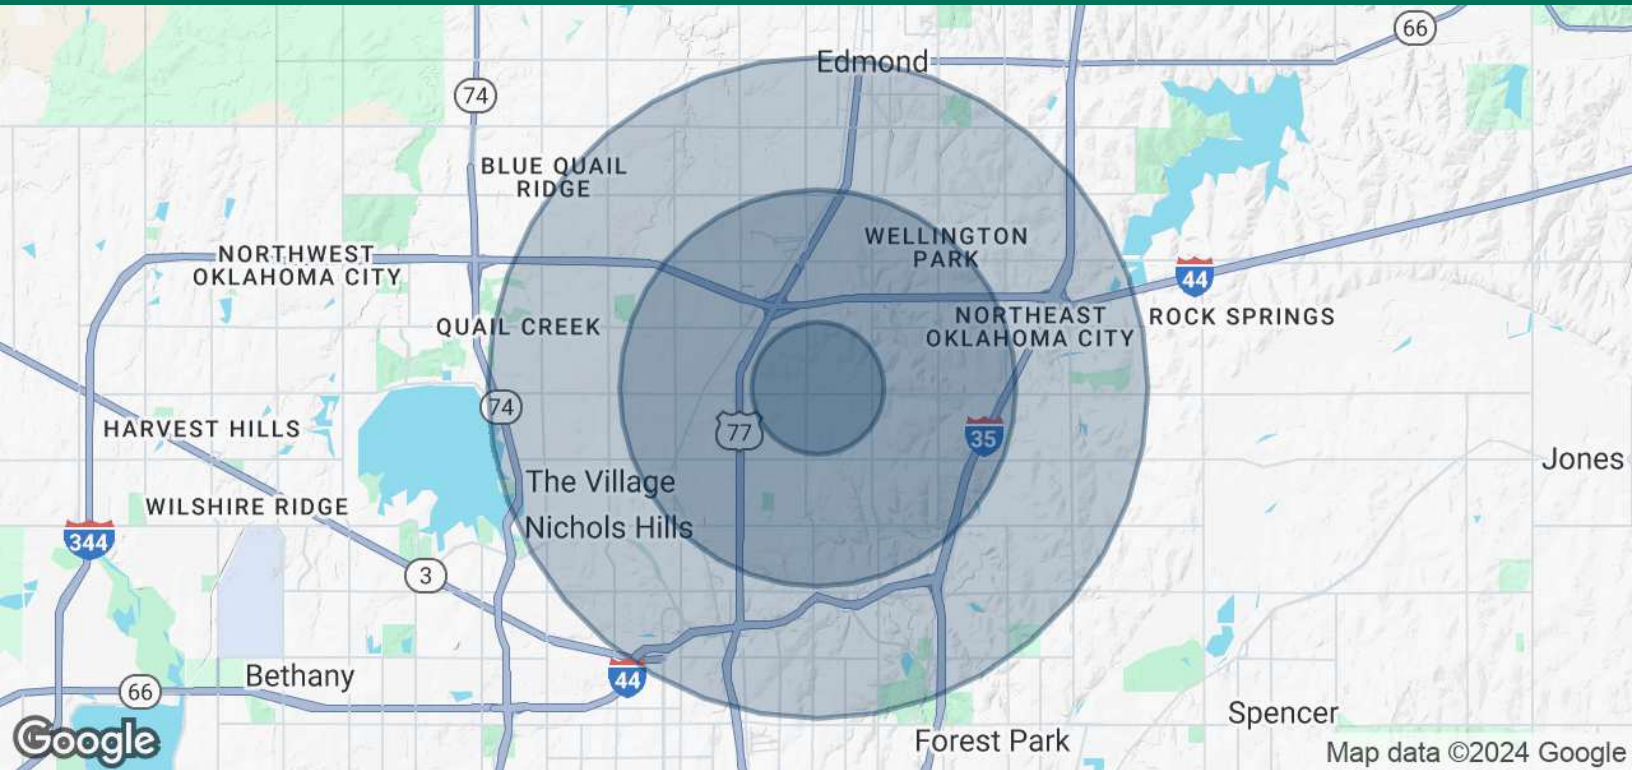 66
Edmond
74
BLUE QUAIL
RIDGE
WELLINGTON
PARK
NORTHWEST
OKLAHOMA CITY
44
NORTHEAST
OKLAHOMA CITY
ROCK SPRINGS
QUAIL CREEK
74
HARVEST HILLS
77
35
Jones
The Village
WILSHIRE RIDGE
Nichols Hills
344
3
Bethany
44
66
Spencer
Google
Forest Park
Map data ©2024 Google